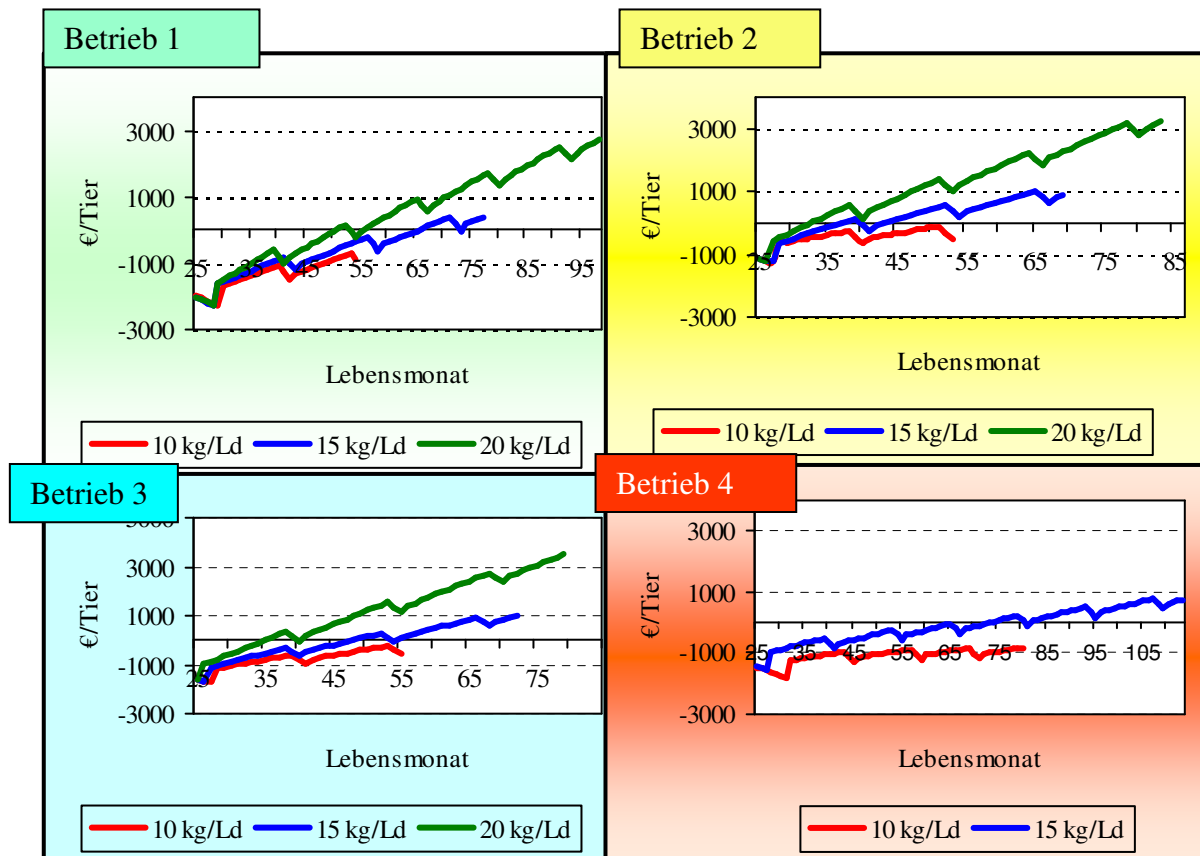 Betrieb 1
3000
1000
-1000
-3000
€/Tier
25 35 45 55 65 75 85 95
Lebensmonat
10 kg/Ld 15 kg/Ld 20 kg/Ld
Betrieb 2
3000
1000
-1000
-3000
€/Tier
25 35 45 55 65 75 85
Lebensmonat
10 kg/Ld 15 kg/Ld 20 kg/Ld
Betrieb 3
3000
1000
-1000
-3000
€/Tier
25 35 45 55 65 75
Lebensmonat
10 kg/Ld 15 kg/Ld 20 kg/Ld
Betrieb 4
3000
1000
-1000
-3000
€/Tier
25 35 45 55 65 75 85 95 105
Lebensmonat
10 kg/Ld 15 kg/Ld